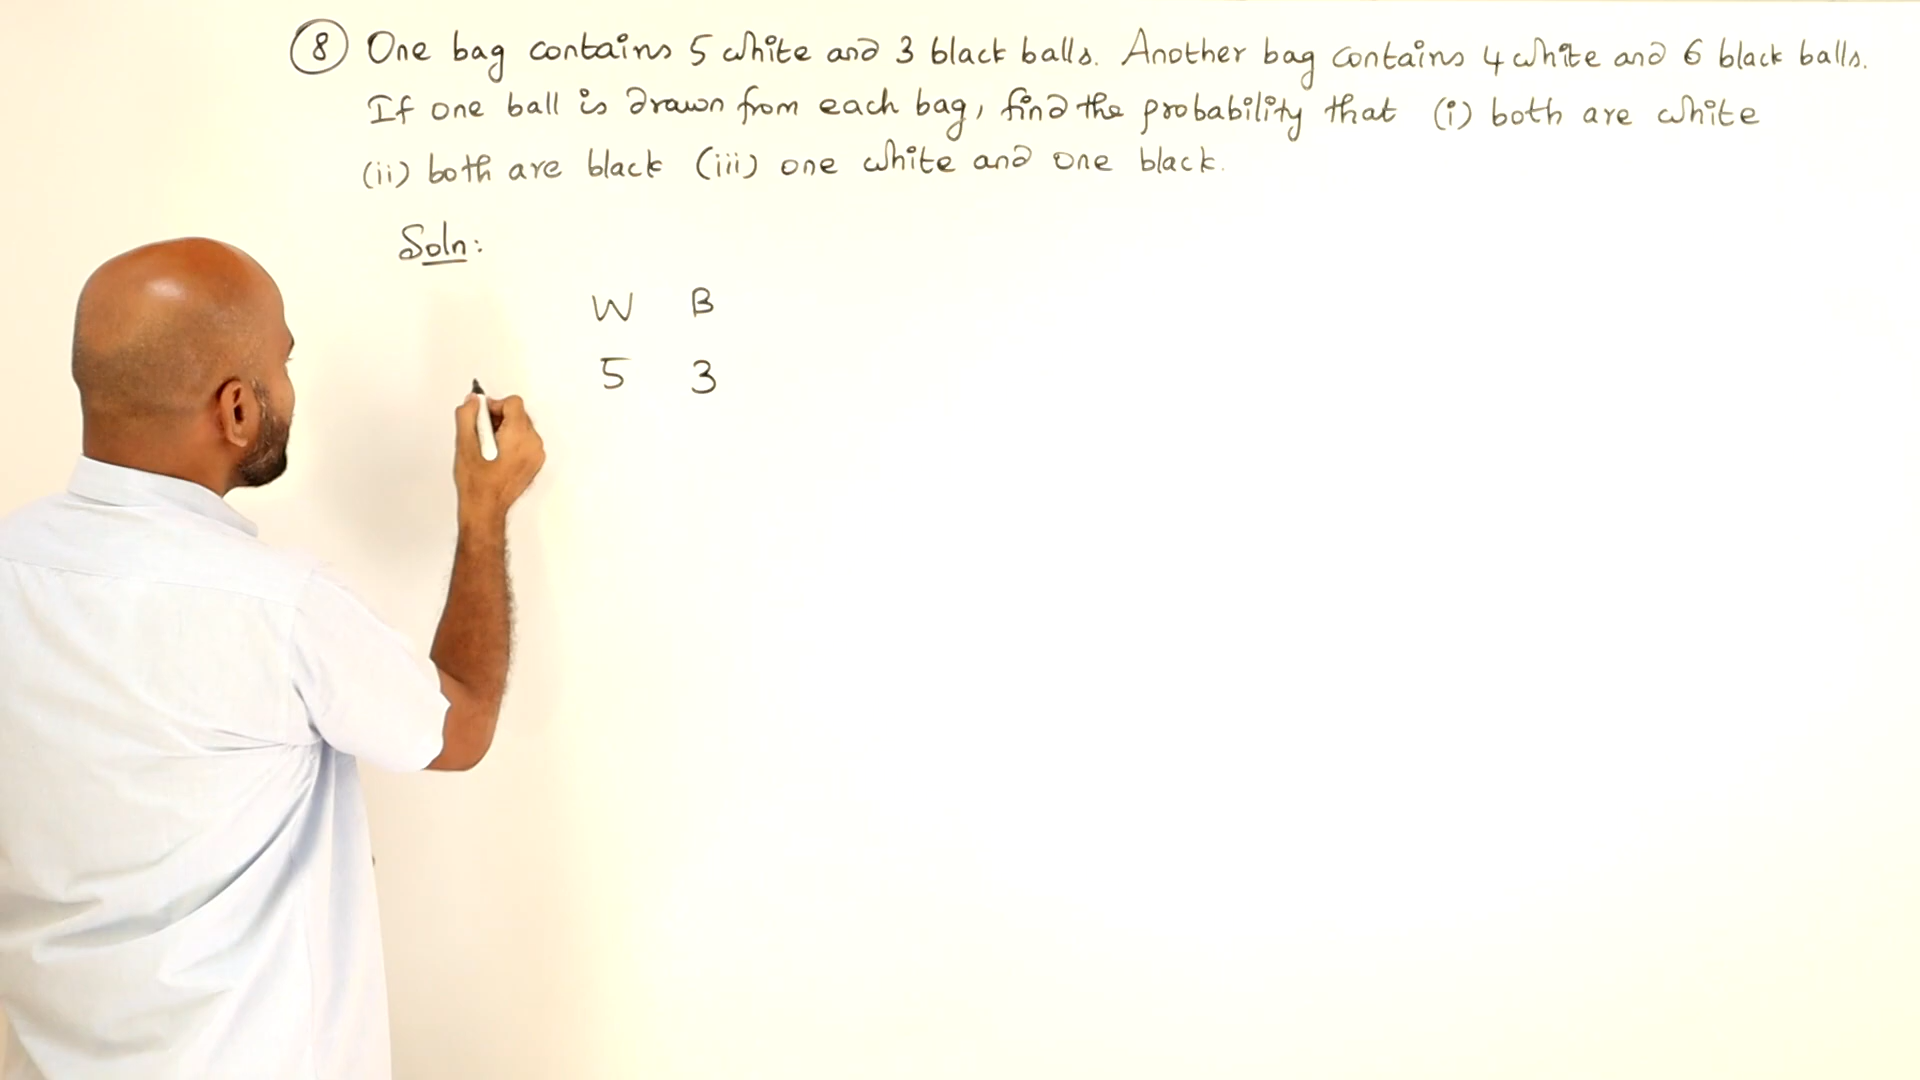 8 One bag contains 5 white and 3 black balls. Another bag contains 4 white and 6 black balls.
If one ball is drawn from each bag, find the probability that (i) both are white
(ii) both are black (iii) one white and one black.
Soln:
W B
5 3